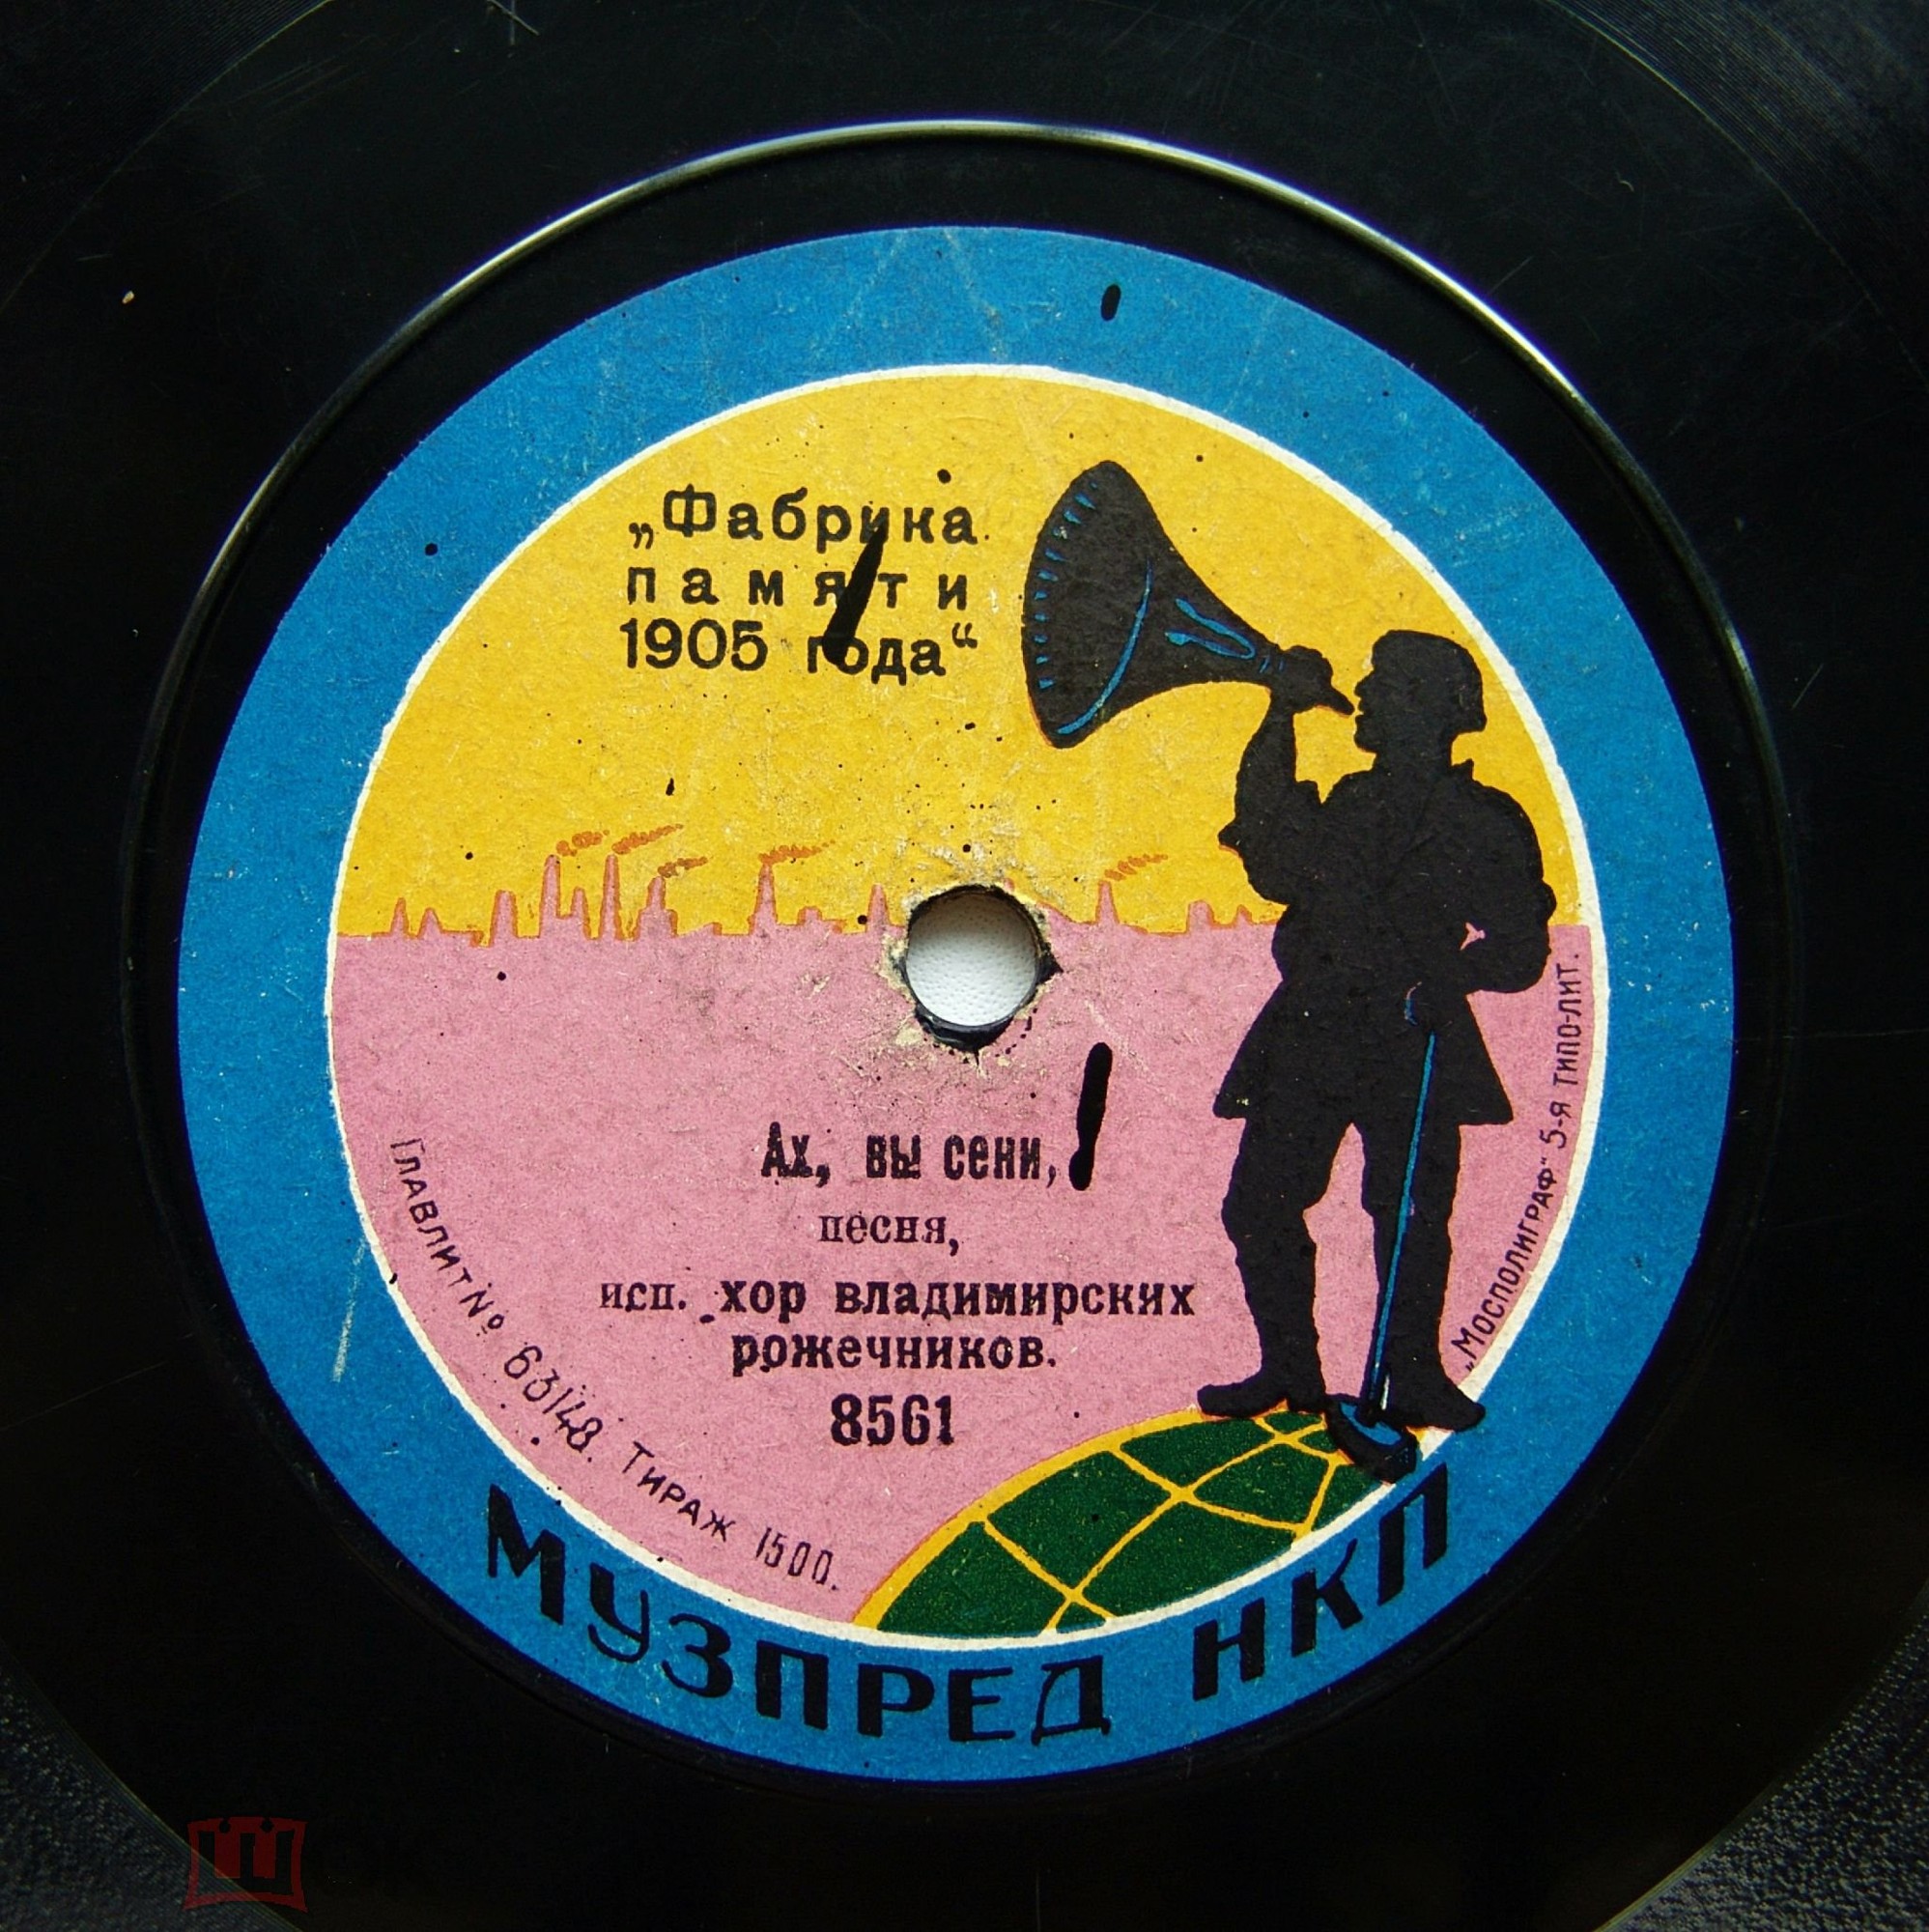 „Фабрика
памяти
1905 года“
Ах, вы сени,
песня,
исп. хор владимирских
рожечников.
8561
Главлит № 63148. Тираж 1500.
„Мосполиграф“ 5-я типо-лит.
МУЗПРЕД НКП